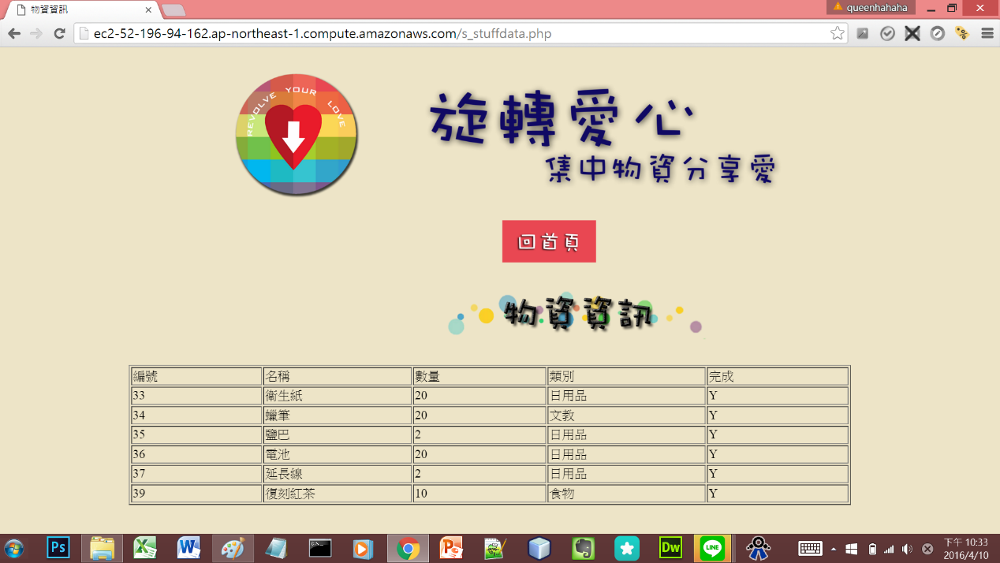 物資資訊
queenhahaha
ec2-52-196-94-162.ap-northeast-1.compute.amazonaws.com/s_stuffdata.php
REVOLVE YOUR LOVE
旋轉愛心
集中物資分享愛
回首頁
物資資訊
編號 名稱 數量 類別 完成
33 衛生紙 20 日用品 Y
34 蠟筆 20 文教 Y
35 鹽巴 2 日用品 Y
36 電池 20 日用品 Y
37 延長線 2 日用品 Y
39 復刻紅茶 10 食物 Y
Ps
Dw
LINE
下午 10:33
2016/4/10